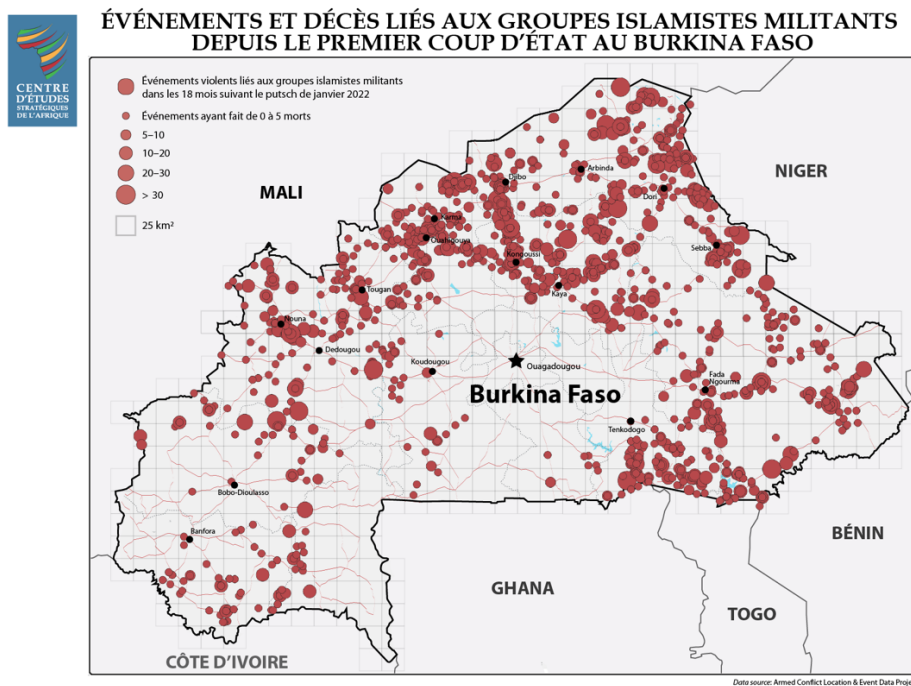 ÉVÉNEMENTS ET DÉCÈS LIÉS AUX GROUPES ISLAMISTES MILITANTS
DEPUIS LE PREMIER COUP D'ÉTAT AU BURKINA FASO
CENTRE
D'ÉTUDES
STRATÉGIQUES
DE L'AFRIQUE
Événements violents liés aux groupes islamistes militants
dans les 18 mois suivant le putsch de janvier 2022
Événements ayant fait de 0 à 5 morts
5–10
10–20
20–30
> 30
25 km²
MALI
NIGER
Djibo
Arbinda
Dori
Karma
Ouahigouya
Sebba
Kongoussi
Kaya
Tougan
Nouna
Dedougou
Koudougou
Ouagadougou
Burkina Faso
Fada
Ngourma
Tenkodogo
Bobo-Dioulasso
Banfora
BÉNIN
GHANA
TOGO
CÔTE D'IVOIRE
Data source: Armed Conflict Location & Event Data Proje